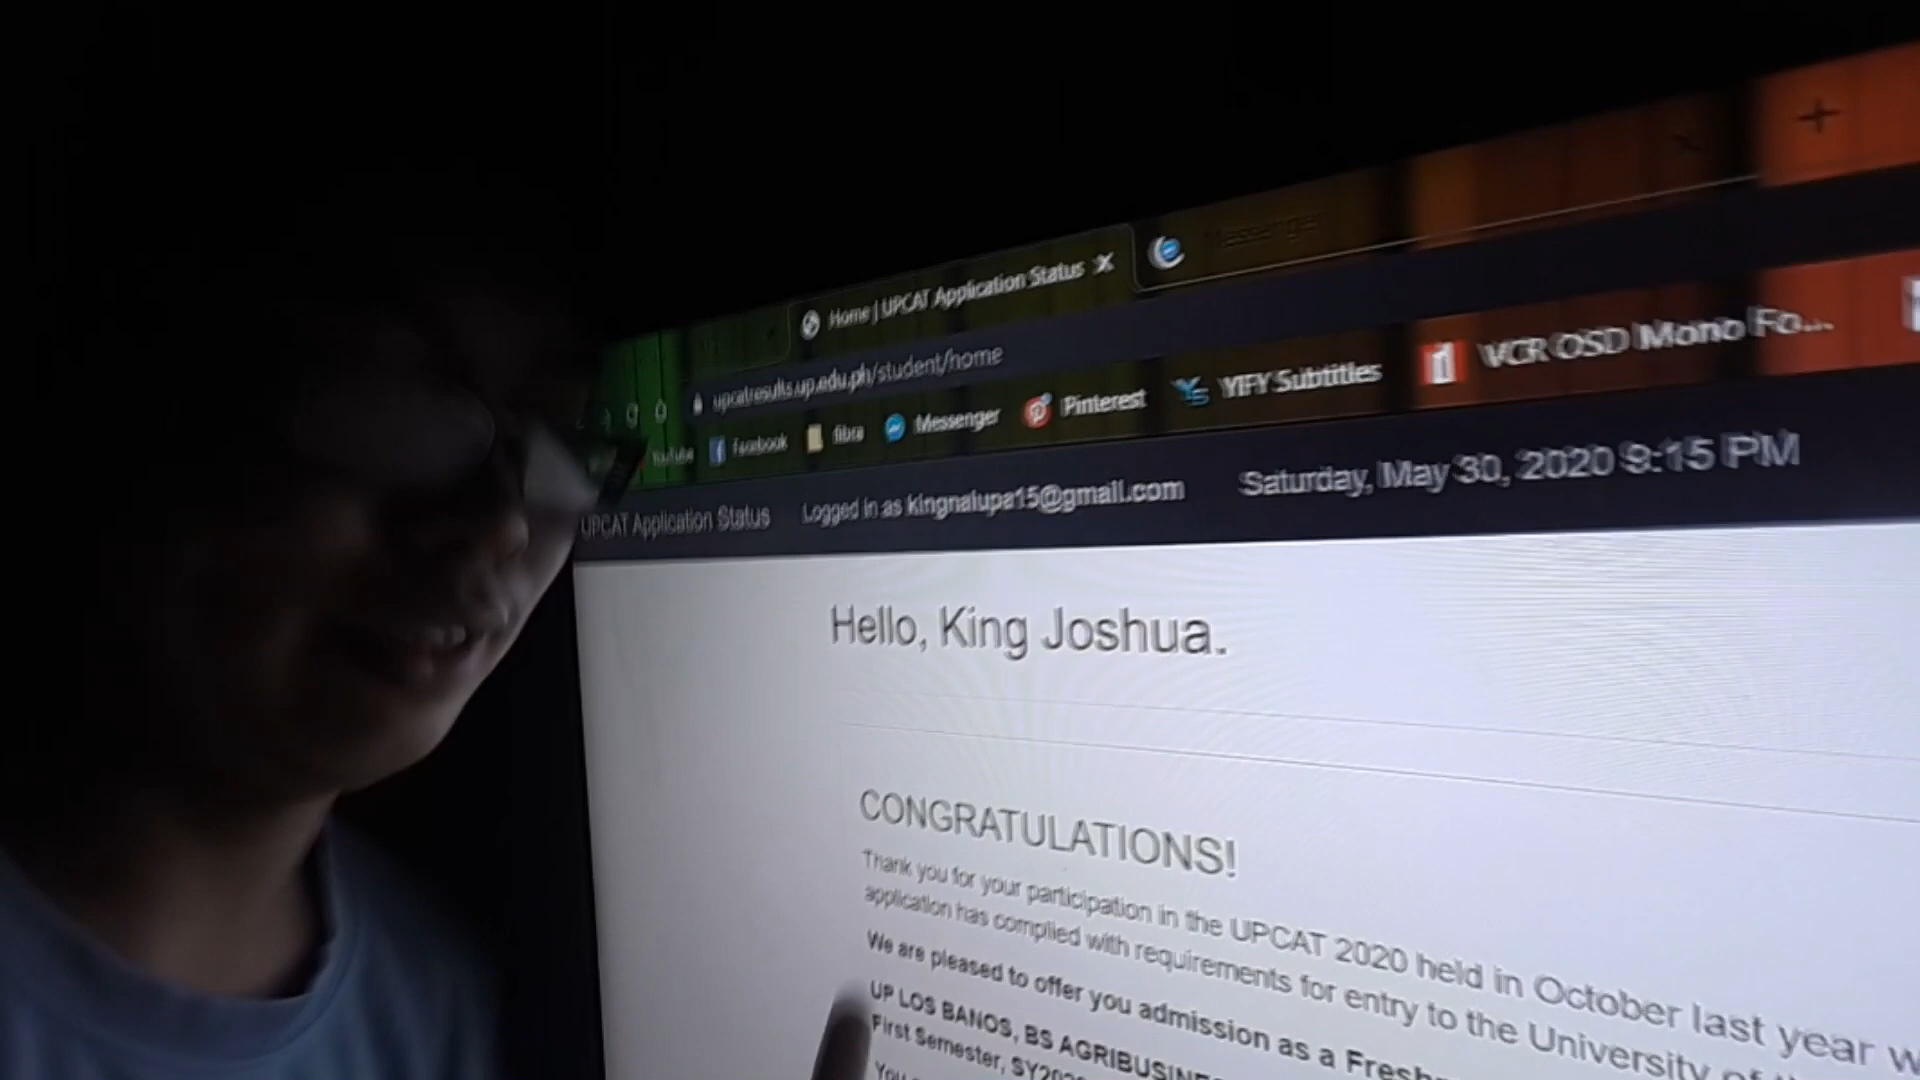 Home | UPCAT Application Status
Messenger
upcatresults.up.edu.ph/student/home
YouTube Facebook fibra Messenger Pinterest YIFY Subtitles VCR OSD Mono Fo...
UPCAT Application Status Logged in as kingnalupa15@gmail.com Saturday, May 30, 2020 9:15 PM
Hello, King Joshua.
CONGRATULATIONS!
Thank you for your participation in the UPCAT 2020 held in October last year
application has complied with requirements for entry to the University of
We are pleased to offer you admission as a
UP LOS BANOS, BS
First Semester,